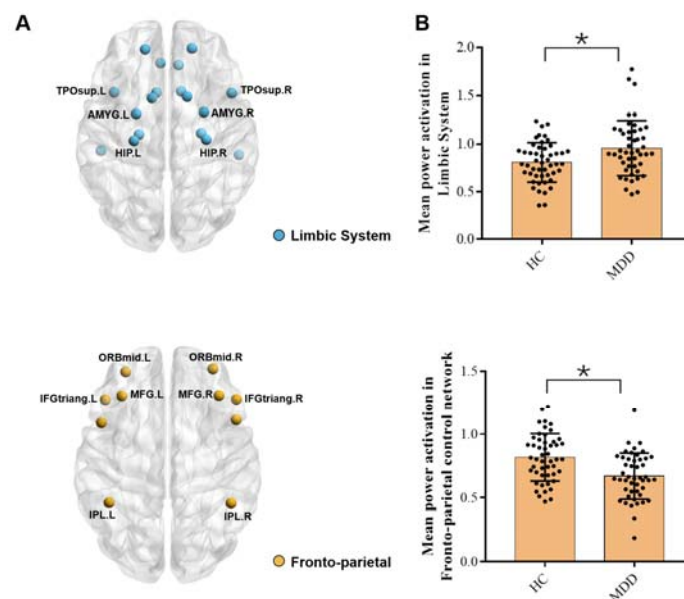 A
TPOsup.L
TPOsup.R
AMYG.L
AMYG.R
HIP.L
HIP.R
Limbic System
B
Mean power activation in
Limbic System
2.0
1.5
1.0
0.5
0.0
*
HC
MDD
ORBmid.L
ORBmid.R
IFGtriang.L
MFG.L
MFG.R
IFGtriang.R
IPL.L
IPL.R
Fronto-parietal
Mean power activation in
Fronto-parietal control network
1.5
1.0
0.5
0.0
*
HC
MDD